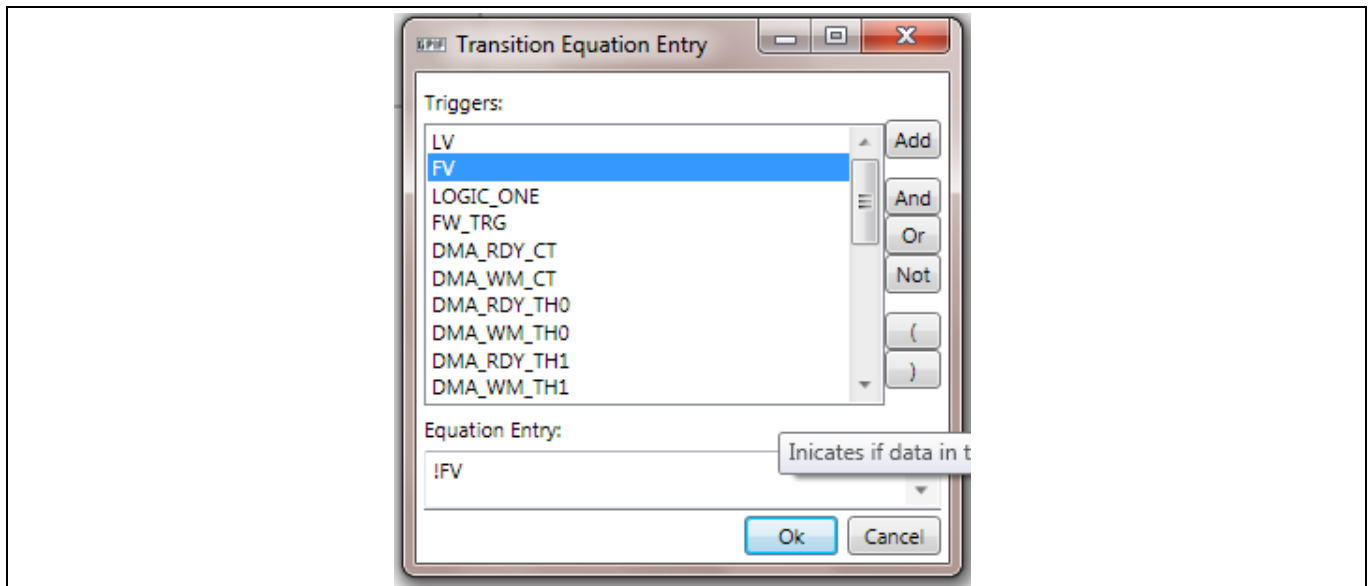 GPIF Transition Equation Entry
Triggers:
LV
FV
LOGIC_ONE
FW_TRG
DMA_RDY_CT
DMA_WM_CT
DMA_RDY_TH0
DMA_WM_TH0
DMA_RDY_TH1
DMA_WM_TH1
Add
And
Or
Not
(
)
Equation Entry:
Inicates if data in t
!FV
Ok Cancel